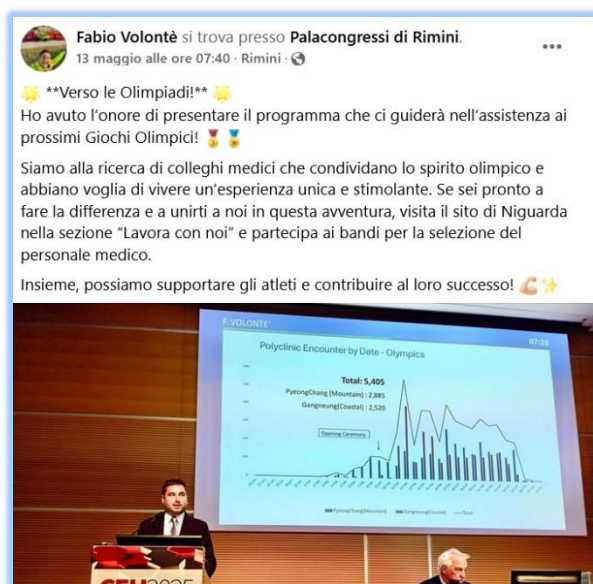 Fabio Volontè si trova presso Palacongressi di Rimini.
13 maggio alle ore 07:40 · Rimini ·
**Verso le Olimpiadi!**
Ho avuto l'onore di presentare il programma che ci guiderà nell'assistenza ai
prossimi Giochi Olimpici!
Siamo alla ricerca di colleghi medici che condividano lo spirito olimpico e
abbiano voglia di vivere un'esperienza unica e stimolante. Se sei pronto a
fare la differenza e a unirti a noi in questa avventura, visita il sito di Niguarda
nella sezione “Lavora con noi” e partecipa ai bandi per la selezione del
personale medico.
Insieme, possiamo supportare gli atleti e contribuire al loro successo!
F. VOLONTE'
07:26
Polyclinic Encounter by Date - Olympics
Total: 5,405
PyeongChang (Mountain) : 2,885
Gangneung(Coastal) : 2,520
Opening Ceremony
PyeongChang(Mountain) Gangneung(Coastal) Total
2025